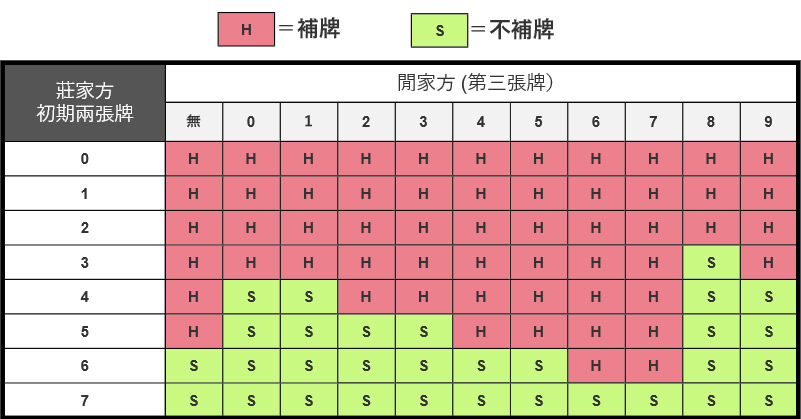 H =補牌 S =不補牌
莊家方 閒家方 (第三張牌)
初期兩張牌 無 0 1 2 3 4 5 6 7 8 9
0 H H H H H H H H H H H
1 H H H H H H H H H H H
2 H H H H H H H H H H H
3 H H H H H H H H H S H
4 H S S H H H H H H S S
5 H S S S S H H H H S S
6 S S S S S S S H H S S
7 S S S S S S S S S S S